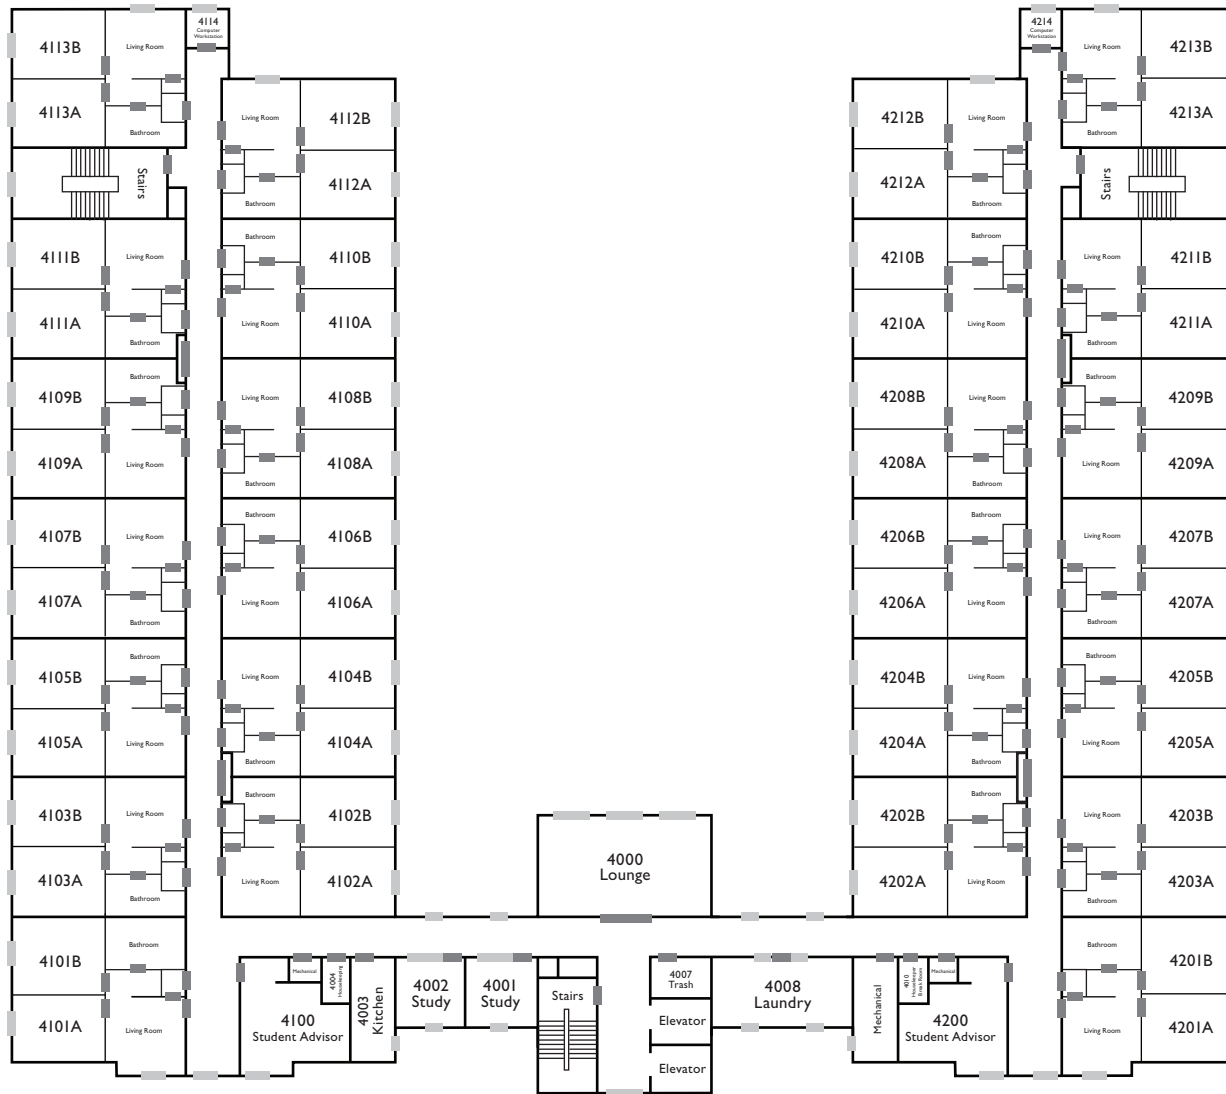 4114
Computer
Workstation
4214
Computer
Workstation
4113B
Living Room
Living Room
4213B
4113A
Bathroom
Bathroom
4213A
Living Room
4112B
4212B
Living Room
Stairs
4112A
Bathroom
4212A
Bathroom
Stairs
4111B
Living Room
Bathroom
4110B
4210B
Bathroom
Living Room
4211B
4111A
Bathroom
Living Room
4110A
4210A
Living Room
Bathroom
4211A
4109B
Bathroom
Living Room
4108B
4208B
Living Room
Bathroom
4209B
4109A
Living Room
Bathroom
4108A
4208A
Bathroom
Living Room
4209A
4107B
Living Room
Bathroom
4106B
4206B
Bathroom
Living Room
4207B
4107A
Bathroom
Living Room
4106A
4206A
Living Room
Bathroom
4207A
4105B
Bathroom
Living Room
4104B
4204B
Living Room
Bathroom
4205B
4105A
Living Room
Bathroom
4104A
4204A
Bathroom
Living Room
4205A
4103B
Living Room
Bathroom
4102B
4202B
Bathroom
Living Room
4203B
4103A
Bathroom
Living Room
4102A
4000
Lounge
4202A
Living Room
Bathroom
4203A
4101B
Bathroom
Bathroom
4201B
4101A
Living Room
Mechanical
4004
Housekeeping
4100
Student Advisor
4003
Kitchen
4002
Study
4001
Study
Stairs
4007
Trash
Elevator
Elevator
4008
Laundry
Mechanical
4010
Housekeeper
Break Room
Mechanical
4200
Student Advisor
Living Room
4201A